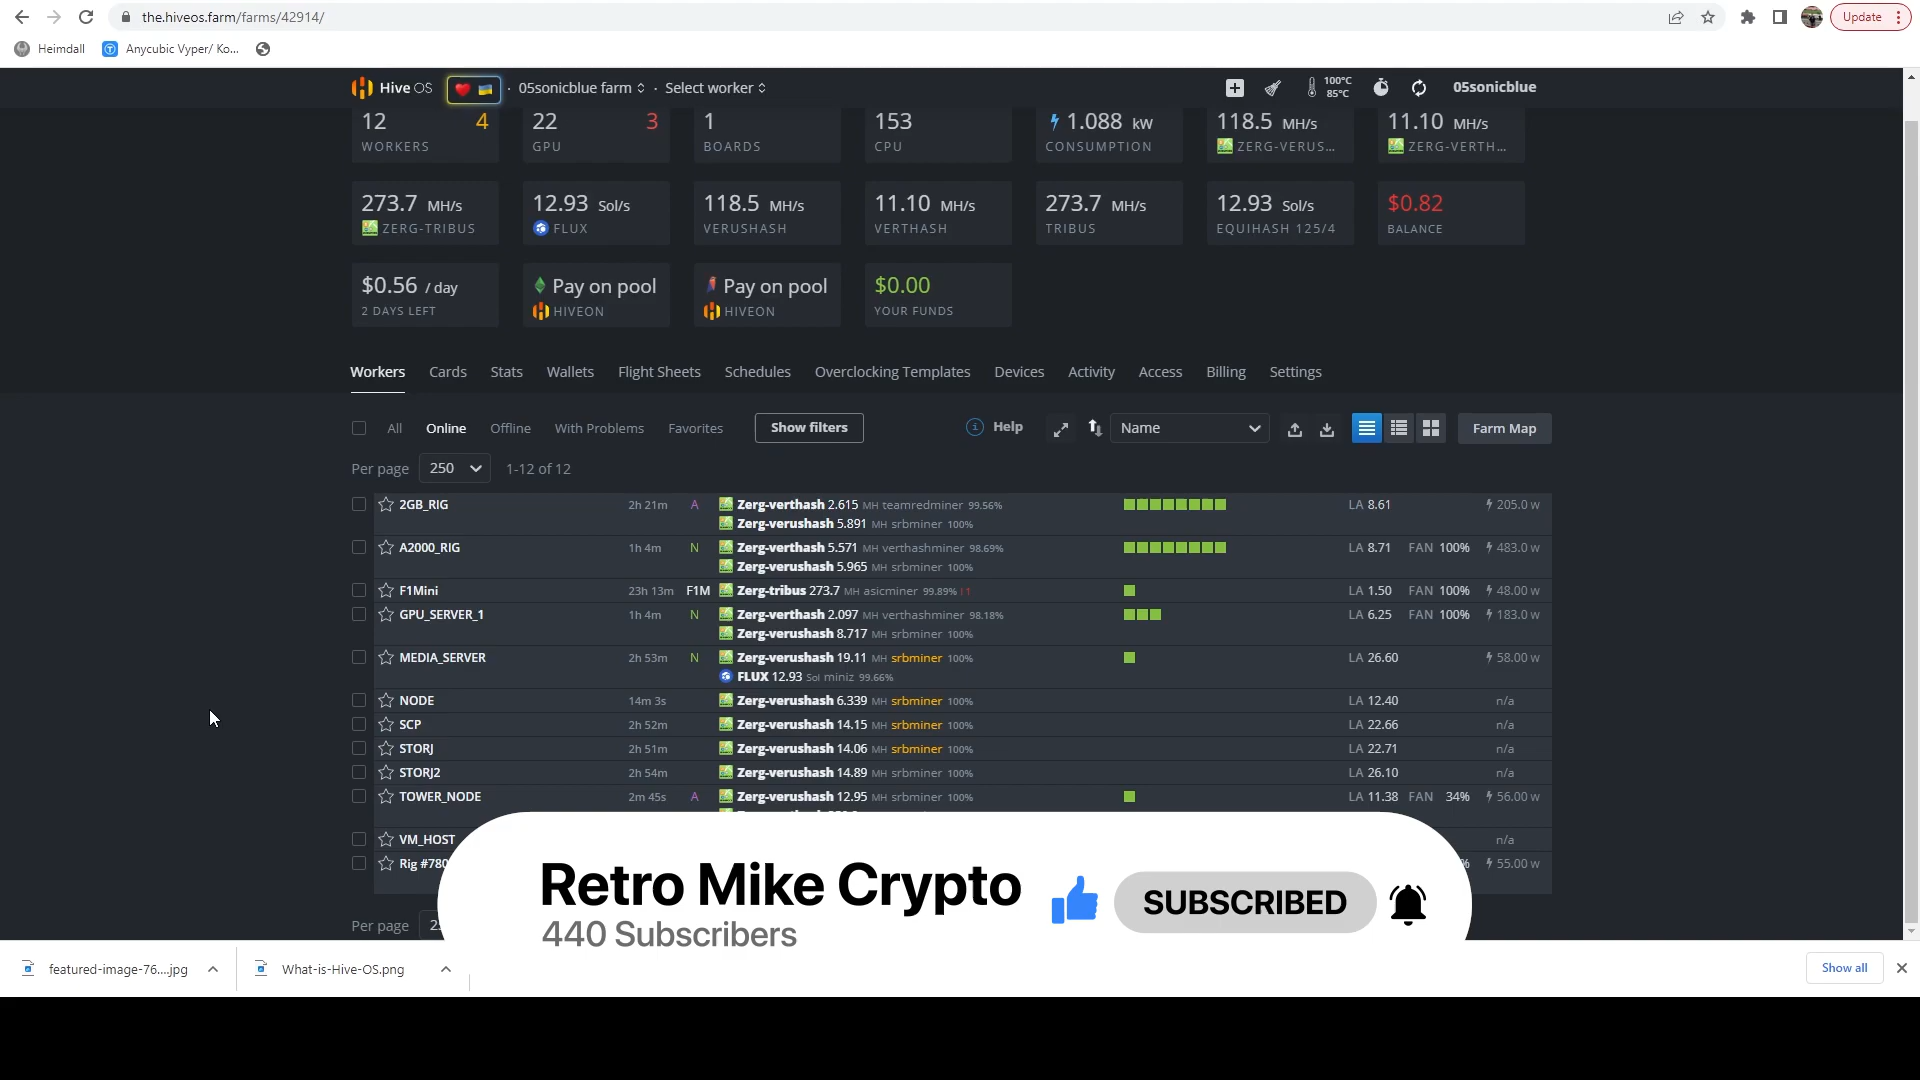 the.hiveos.farm/farms/42914/
Update
Heimdall
Anycubic Vyper/ Ko...
Hive OS · 05sonicblue farm · Select worker
100°C
85°C
05sonicblue
12 4
WORKERS
22 3
GPU
1
BOARDS
153
CPU
1.088 kW
CONSUMPTION
118.5 MH/s
ZERG-VERUS...
11.10 MH/s
ZERG-VERTH...
273.7 MH/s
ZERG-TRIBUS
12.93 Sol/s
FLUX
118.5 MH/s
VERUSHASH
11.10 MH/s
VERTHASH
273.7 MH/s
TRIBUS
12.93 Sol/s
EQUIHASH 125/4
$0.82
BALANCE
$0.56 / day
2 DAYS LEFT
Pay on pool
HIVEON
Pay on pool
HIVEON
$0.00
YOUR FUNDS
Workers Cards Stats Wallets Flight Sheets Schedules Overclocking Templates Devices Activity Access Billing Settings
All Online Offline With Problems Favorites Show filters Help Name Farm Map
Per page 250 1-12 of 12
2GB_RIG 2h 21m A Zerg-verthash 2.615 MH teamredminer 99.56% LA 8.61 205.0 w
Zerg-verushash 5.891 MH srbminer 100%
A2000_RIG 1h 4m N Zerg-verthash 5.571 MH verthashminer 98.69% LA 8.71 FAN 100% 483.0 w
Zerg-verushash 5.965 MH srbminer 100%
F1Mini 23h 13m F1M Zerg-tribus 273.7 MH asicminer 99.89% 1 LA 1.50 FAN 100% 48.00 w
GPU_SERVER_1 1h 4m N Zerg-verthash 2.097 MH verthashminer 98.18% LA 6.25 FAN 100% 183.0 w
Zerg-verushash 8.717 MH srbminer 100%
MEDIA_SERVER 2h 53m N Zerg-verushash 19.11 MH srbminer 100% LA 26.60 58.00 w
FLUX 12.93 Sol miniz 99.66%
NODE 14m 3s Zerg-verushash 6.339 MH srbminer 100% LA 12.40 n/a
SCP 2h 52m Zerg-verushash 14.15 MH srbminer 100% LA 22.66 n/a
STORJ 2h 51m Zerg-verushash 14.06 MH srbminer 100% LA 22.71 n/a
STORJ2 2h 54m Zerg-verushash 14.89 MH srbminer 100% LA 26.10 n/a
TOWER_NODE 2m 45s A Zerg-verushash 12.95 MH srbminer 100% LA 11.38 FAN 34% 56.00 w
VM_HOST n/a
Rig #780 % 55.00 w
Retro Mike Crypto
440 Subscribers
SUBSCRIBED
Per page
featured-image-76....jpg
What-is-Hive-OS.png
Show all